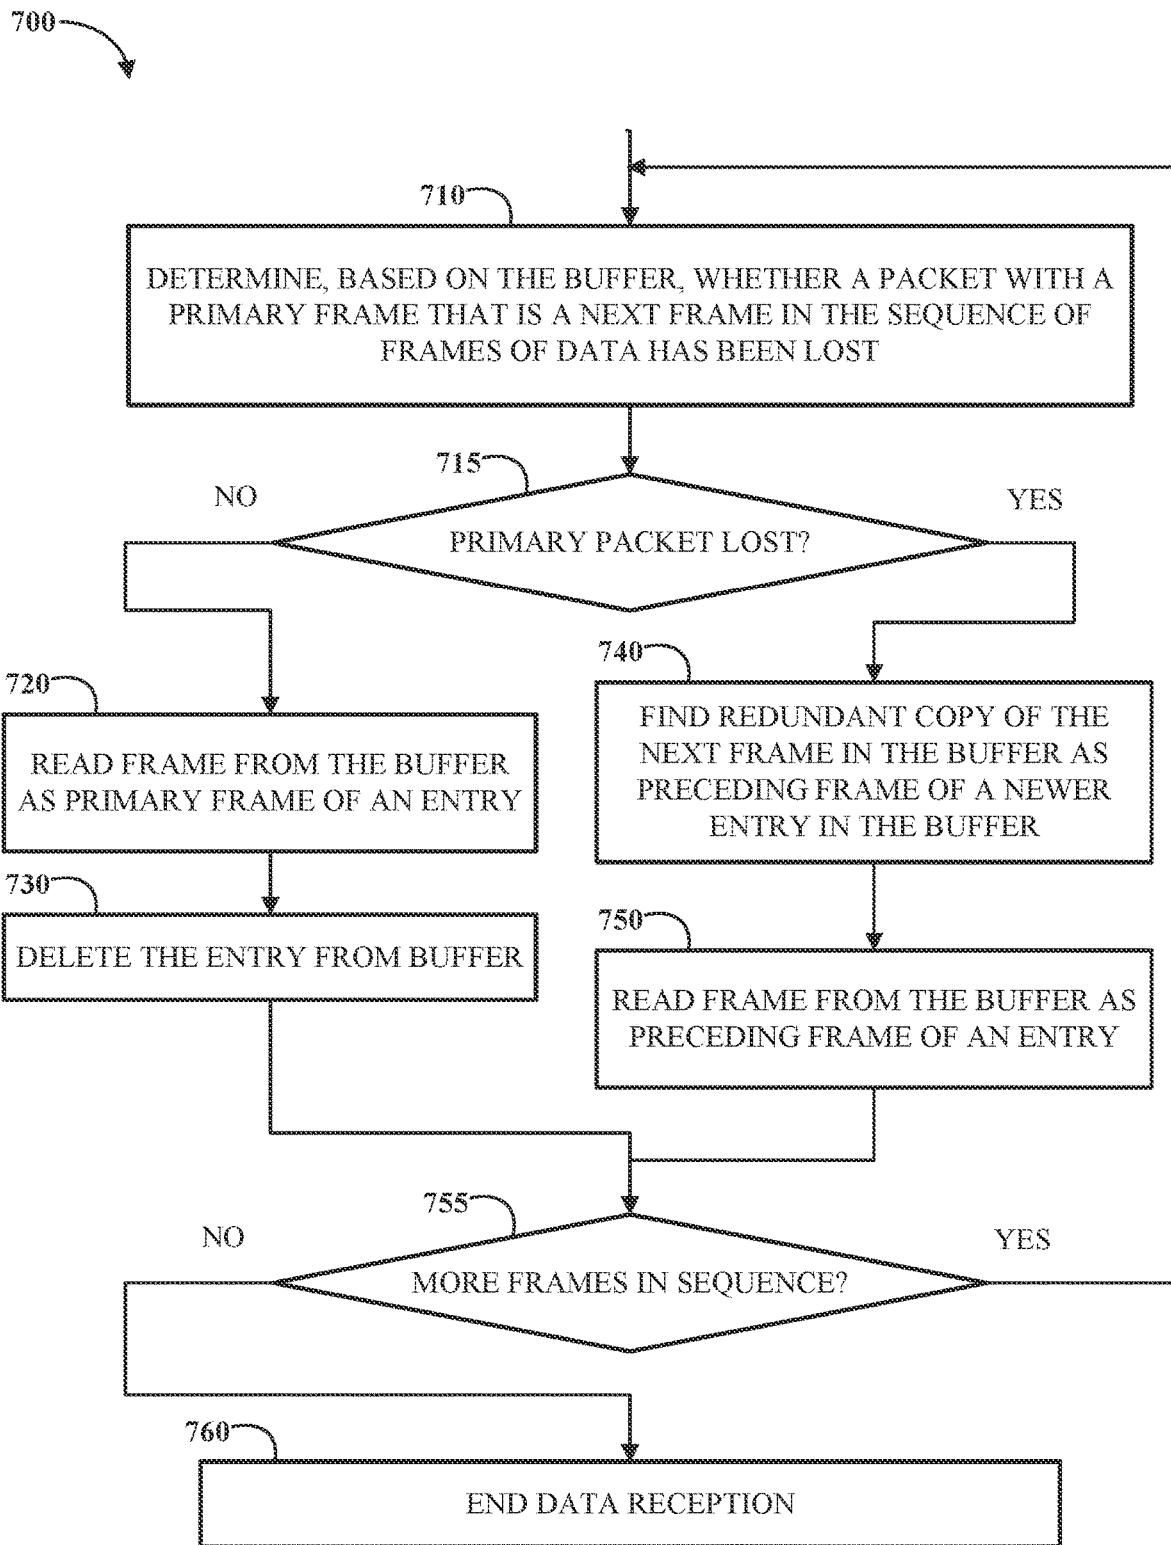 700
710
DETERMINE, BASED ON THE BUFFER, WHETHER A PACKET WITH A
PRIMARY FRAME THAT IS A NEXT FRAME IN THE SEQUENCE OF
FRAMES OF DATA HAS BEEN LOST
715
NO
YES
PRIMARY PACKET LOST?
720
READ FRAME FROM THE BUFFER
AS PRIMARY FRAME OF AN ENTRY
730
DELETE THE ENTRY FROM BUFFER
740
FIND REDUNDANT COPY OF THE
NEXT FRAME IN THE BUFFER AS
PRECEDING FRAME OF A NEWER
ENTRY IN THE BUFFER
750
READ FRAME FROM THE BUFFER AS
PRECEDING FRAME OF AN ENTRY
755
NO
YES
MORE FRAMES IN SEQUENCE?
760
END DATA RECEPTION